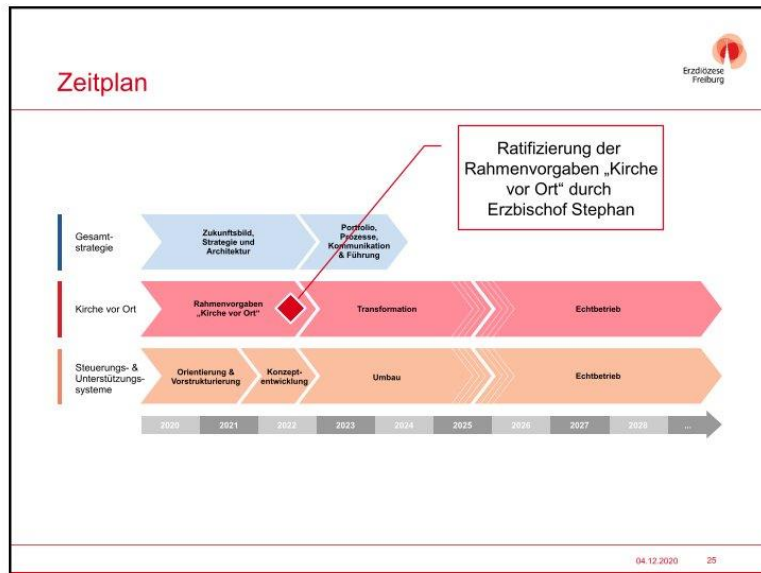 Zeitplan
Erzdiözese
Freiburg
Ratifizierung der
Rahmenvorgaben „Kirche
vor Ort“ durch
Erzbischof Stephan
Gesamt-
strategie
Zukunftsbild,
Strategie und
Architektur
Portfolio,
Prozesse,
Kommunikation
& Führung
Kirche vor Ort
Rahmenvorgaben
„Kirche vor Ort“
Transformation
Echtbetrieb
Steuerungs- &
Unterstützungs-
systeme
Orientierung &
Vorstrukturierung
Konzept-
entwicklung
Umbau
Echtbetrieb
2020 2021 2022 2023 2024 2025 2026 2027 2028 ...
04.12.2020 25